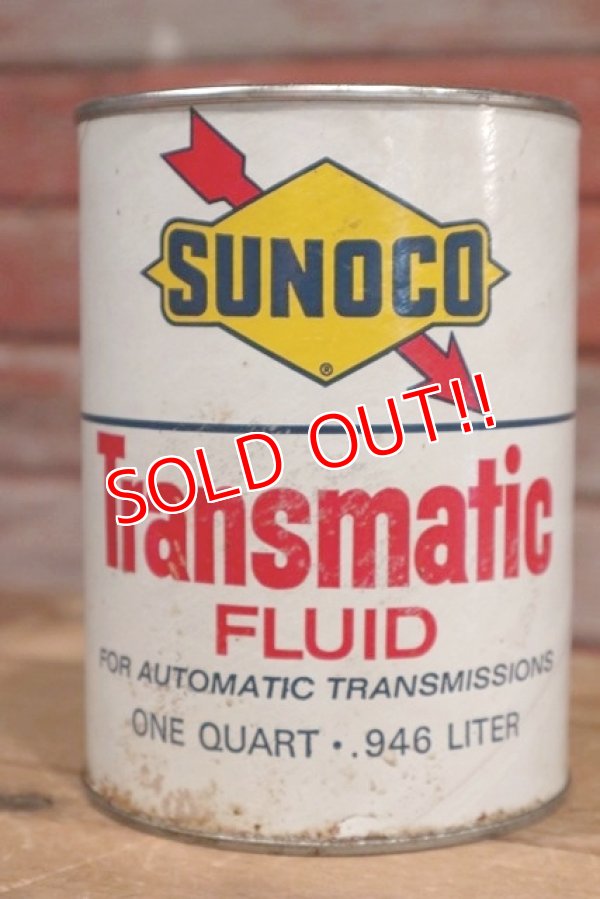 SUNOCO
®
SOLD OUT!!
Transmatic
FLUID
FOR AUTOMATIC TRANSMISSIONS
ONE QUART • .946 LITER